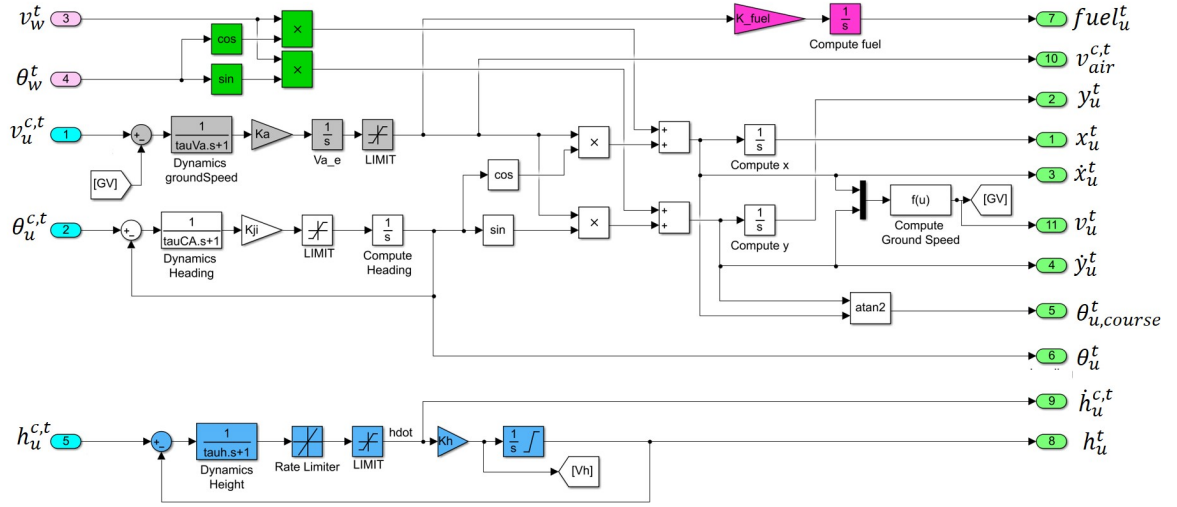 v_w^t 3
K_fuel
1/s
Compute fuel
7 fuel_u^t
cos
×
10 v_{air}^{c,t}
θ_w^t 4
sin
×
2 y_u^t
v_u^{c,t} 1
+
−
1
tauVa.s+1
Dynamics
groundSpeed
Ka
1/s
Va_e
LIMIT
×
+
+
1/s
Compute x
1 x_u^t
[GV]
cos
3 ẋ_u^t
f(u)
Compute
Ground Speed
[GV]
θ_u^{c,t} 2
+
−
1
tauCA.s+1
Dynamics
Heading
Kji
LIMIT
1/s
Compute
Heading
sin
×
+
+
1/s
Compute y
11 v_u^t
4 ẏ_u^t
atan2
5 θ_{u,course}^t
6 θ_u^t
9 ḣ_u^{c,t}
h_u^{c,t} 5
+
−
1
tauh.s+1
Dynamics
Height
Rate Limiter
LIMIT
hdot
Kh
1/s
[Vh]
8 h_u^t